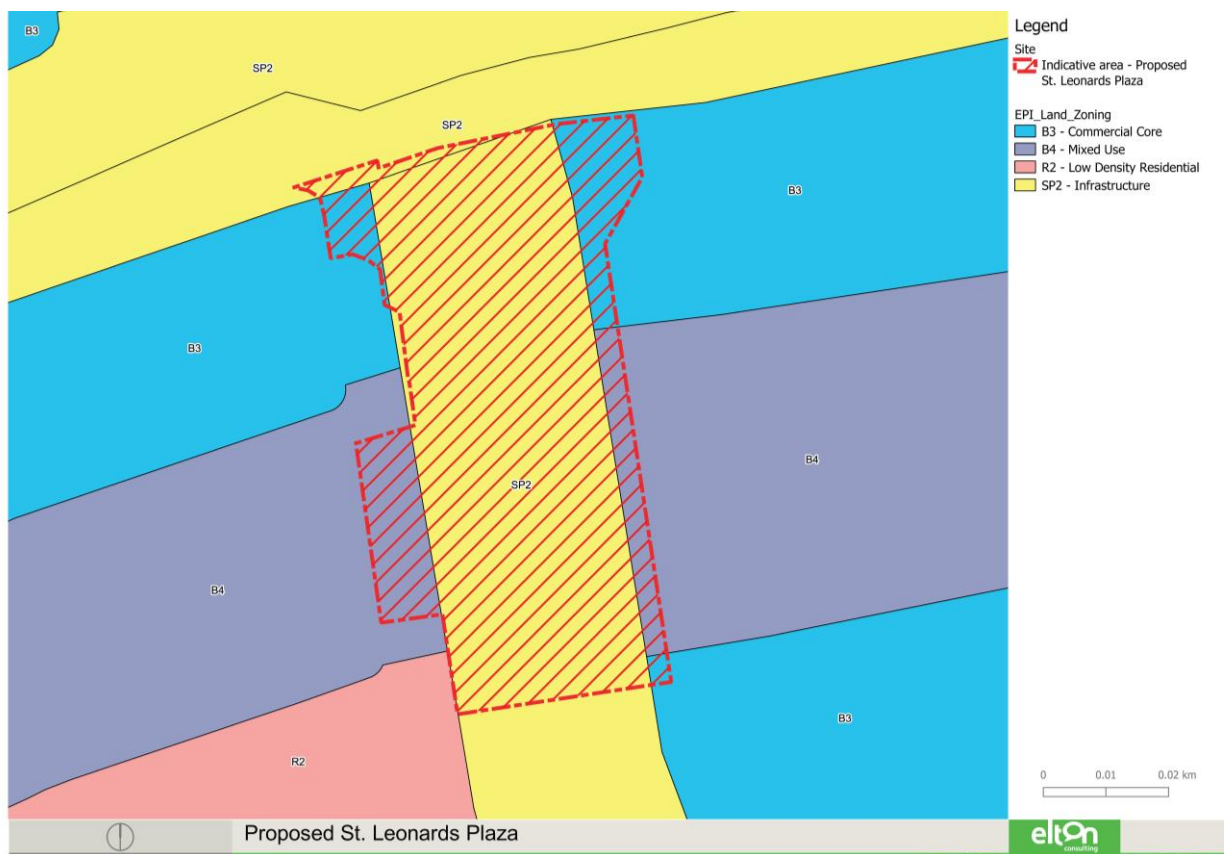 B3
SP2
SP2
B3
B3
B4
SP2
B4
R2
B3
Legend
Site
Indicative area - Proposed
St. Leonards Plaza
EPI_Land_Zoning
B3 - Commercial Core
B4 - Mixed Use
R2 - Low Density Residential
SP2 - Infrastructure
0 0.01 0.02 km
Proposed St. Leonards Plaza
elton
consulting